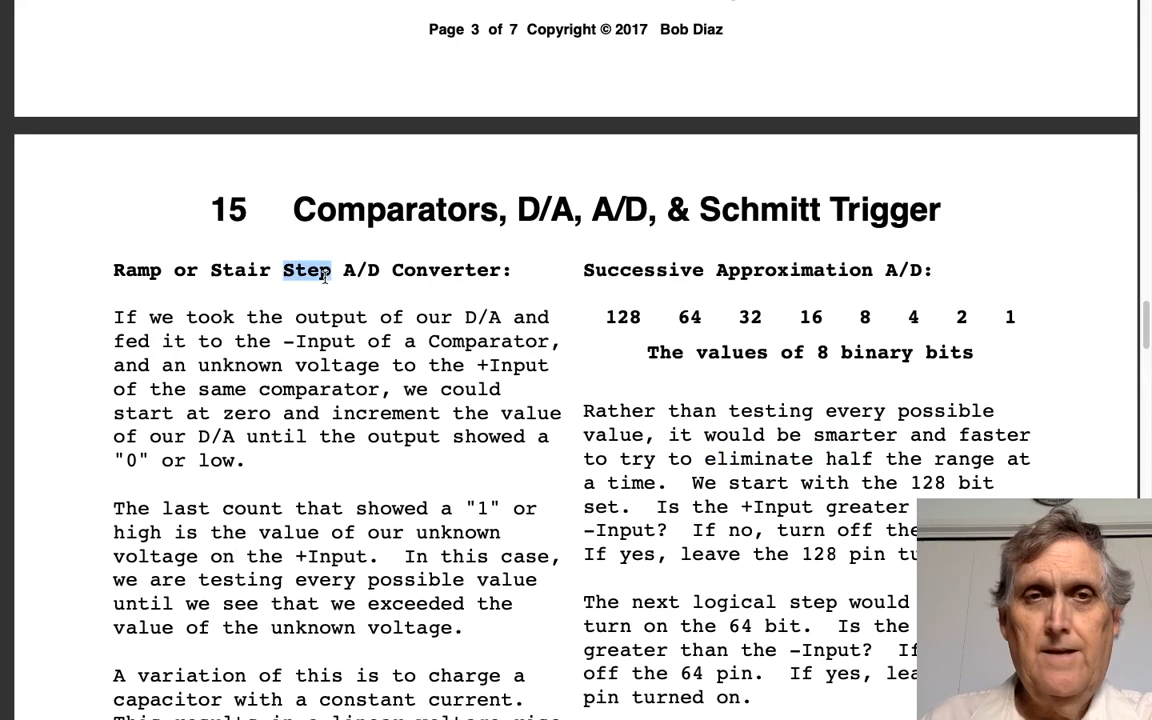 Page 3 of 7 Copyright © 2017 Bob Diaz
15 Comparators, D/A, A/D, & Schmitt Trigger
Ramp or Stair Step A/D Converter:
If we took the output of our D/A and
fed it to the -Input of a Comparator,
and an unknown voltage to the +Input
of the same comparator, we could
start at zero and increment the value
of our D/A until the output showed a
"0" or low.
The last count that showed a "1" or
high is the value of our unknown
voltage on the +Input. In this case,
we are testing every possible value
until we see that we exceeded the
value of the unknown voltage.
A variation of this is to charge a
capacitor with a constant current.
This results in a linear voltage rise
Successive Approximation A/D:
128 64 32 16 8 4 2 1
The values of 8 binary bits
Rather than testing every possible
value, it would be smarter and faster
to try to eliminate half the range at
a time. We start with the 128 bit
set. Is the +Input greater
-Input? If no, turn off the
If yes, leave the 128 pin
The next logical step would
turn on the 64 bit. Is the
greater than the -Input?
off the 64 pin. If yes,
pin turned on.